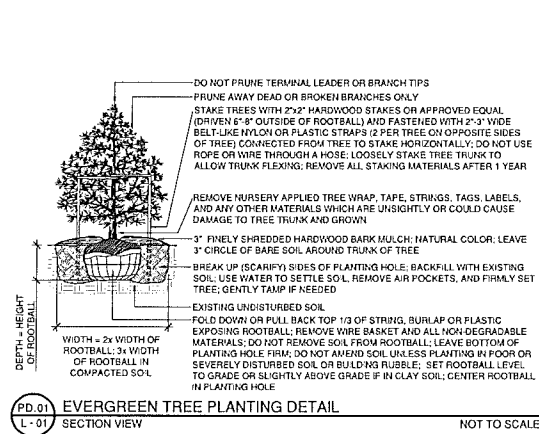 DO NOT PRUNE TERMINAL LEADER OR BRANCH TIPS
PRUNE AWAY DEAD OR BROKEN BRANCHES ONLY
STAKE TREES WITH 2"x2" HARDWOOD STAKES OR APPROVED EQUAL
(DRIVEN 6"-8" OUTSIDE OF ROOTBALL) AND FASTENED WITH 2"-3" WIDE
BELT-LIKE NYLON OR PLASTIC STRAPS (2 PER TREE ON OPPOSITE SIDES
OF TREE) CONNECTED FROM TREE TO STAKE HORIZONTALLY; DO NOT USE
ROPE OR WIRE THROUGH A HOSE; LOOSELY STAKE TREE TRUNK TO
ALLOW TRUNK FLEXING; REMOVE ALL STAKING MATERIALS AFTER 1 YEAR
REMOVE NURSERY APPLIED TREE WRAP, TAPE, STRINGS, TAGS, LABELS,
AND ANY OTHER MATERIALS WHICH ARE UNSIGHTLY OR COULD CAUSE
DAMAGE TO TREE TRUNK AND GROWN
3" FINELY SHREDDED HARDWOOD BARK MULCH; NATURAL COLOR; LEAVE
3" CIRCLE OF BARE SOIL AROUND TRUNK OF TREE
BREAK UP (SCARIFY) SIDES OF PLANTING HOLE; BACKFILL WITH EXISTING
SOIL; USE WATER TO SETTLE SOIL, REMOVE AIR POCKETS, AND FIRMLY SET
TREE; GENTLY TAMP IF NEEDED
EXISTING UNDISTURBED SOIL
FOLD DOWN OR PULL BACK TOP 1/3 OF STRING, BURLAP OR PLASTIC
EXPOSING ROOTBALL; REMOVE WIRE BASKET AND ALL NON-DEGRADABLE
MATERIALS; DO NOT REMOVE SOIL FROM ROOTBALL; LEAVE BOTTOM OF
PLANTING HOLE FIRM; DO NOT AMEND SOIL UNLESS PLANTING IN POOR OR
SEVERELY DISTURBED SOIL OR BUILDING RUBBLE; SET ROOTBALL LEVEL
TO GRADE OR SLIGHTLY ABOVE GRADE IF IN CLAY SOIL; CENTER ROOTBALL
IN PLANTING HOLE
DEPTH = HEIGHT
OF ROOTBALL
WIDTH = 2x WIDTH OF
ROOTBALL; 3x WIDTH
OF ROOTBALL IN
COMPACTED SOIL
PD.01 EVERGREEN TREE PLANTING DETAIL
L - 01 SECTION VIEW NOT TO SCALE